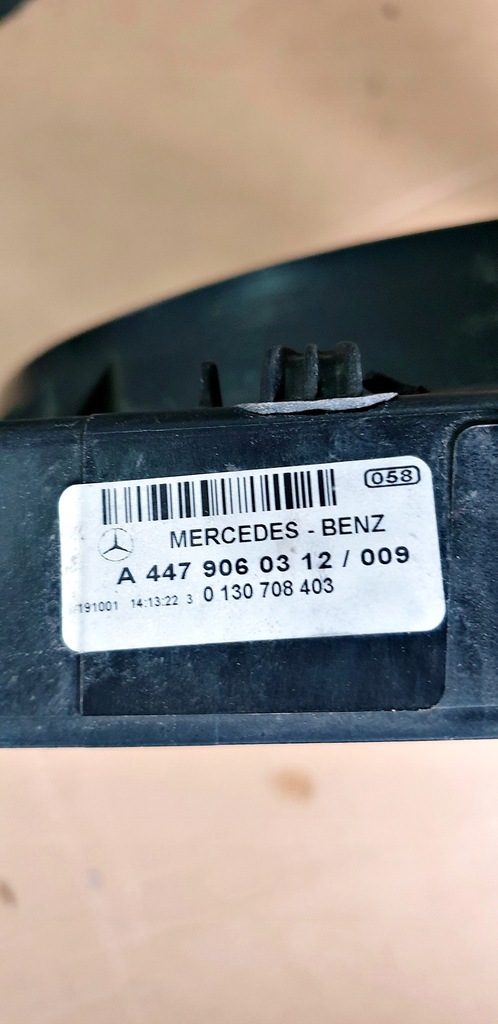 058
MERCEDES - BENZ
A 447 906 03 12 / 009
191001 14:13:22 3 0 130 708 403